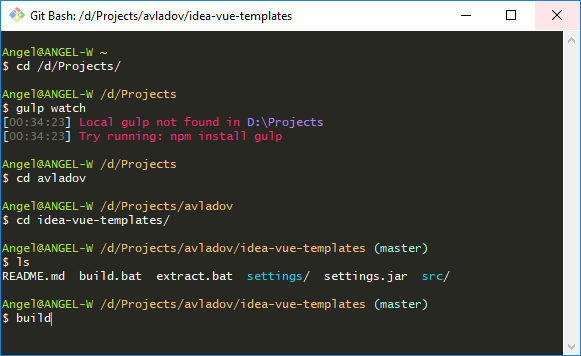 Git Bash: /d/Projects/avladov/idea-vue-templates
Angel@ANGEL-W ~
$ cd /d/Projects/
Angel@ANGEL-W /d/Projects
$ gulp watch
[00:34:23] Local gulp not found in D:\Projects
[00:34:23] Try running: npm install gulp
Angel@ANGEL-W /d/Projects
$ cd avladov
Angel@ANGEL-W /d/Projects/avladov
$ cd idea-vue-templates/
Angel@ANGEL-W /d/Projects/avladov/idea-vue-templates (master)
$ ls
README.md  build.bat  extract.bat  settings/  settings.jar  src/
Angel@ANGEL-W /d/Projects/avladov/idea-vue-templates (master)
$ build